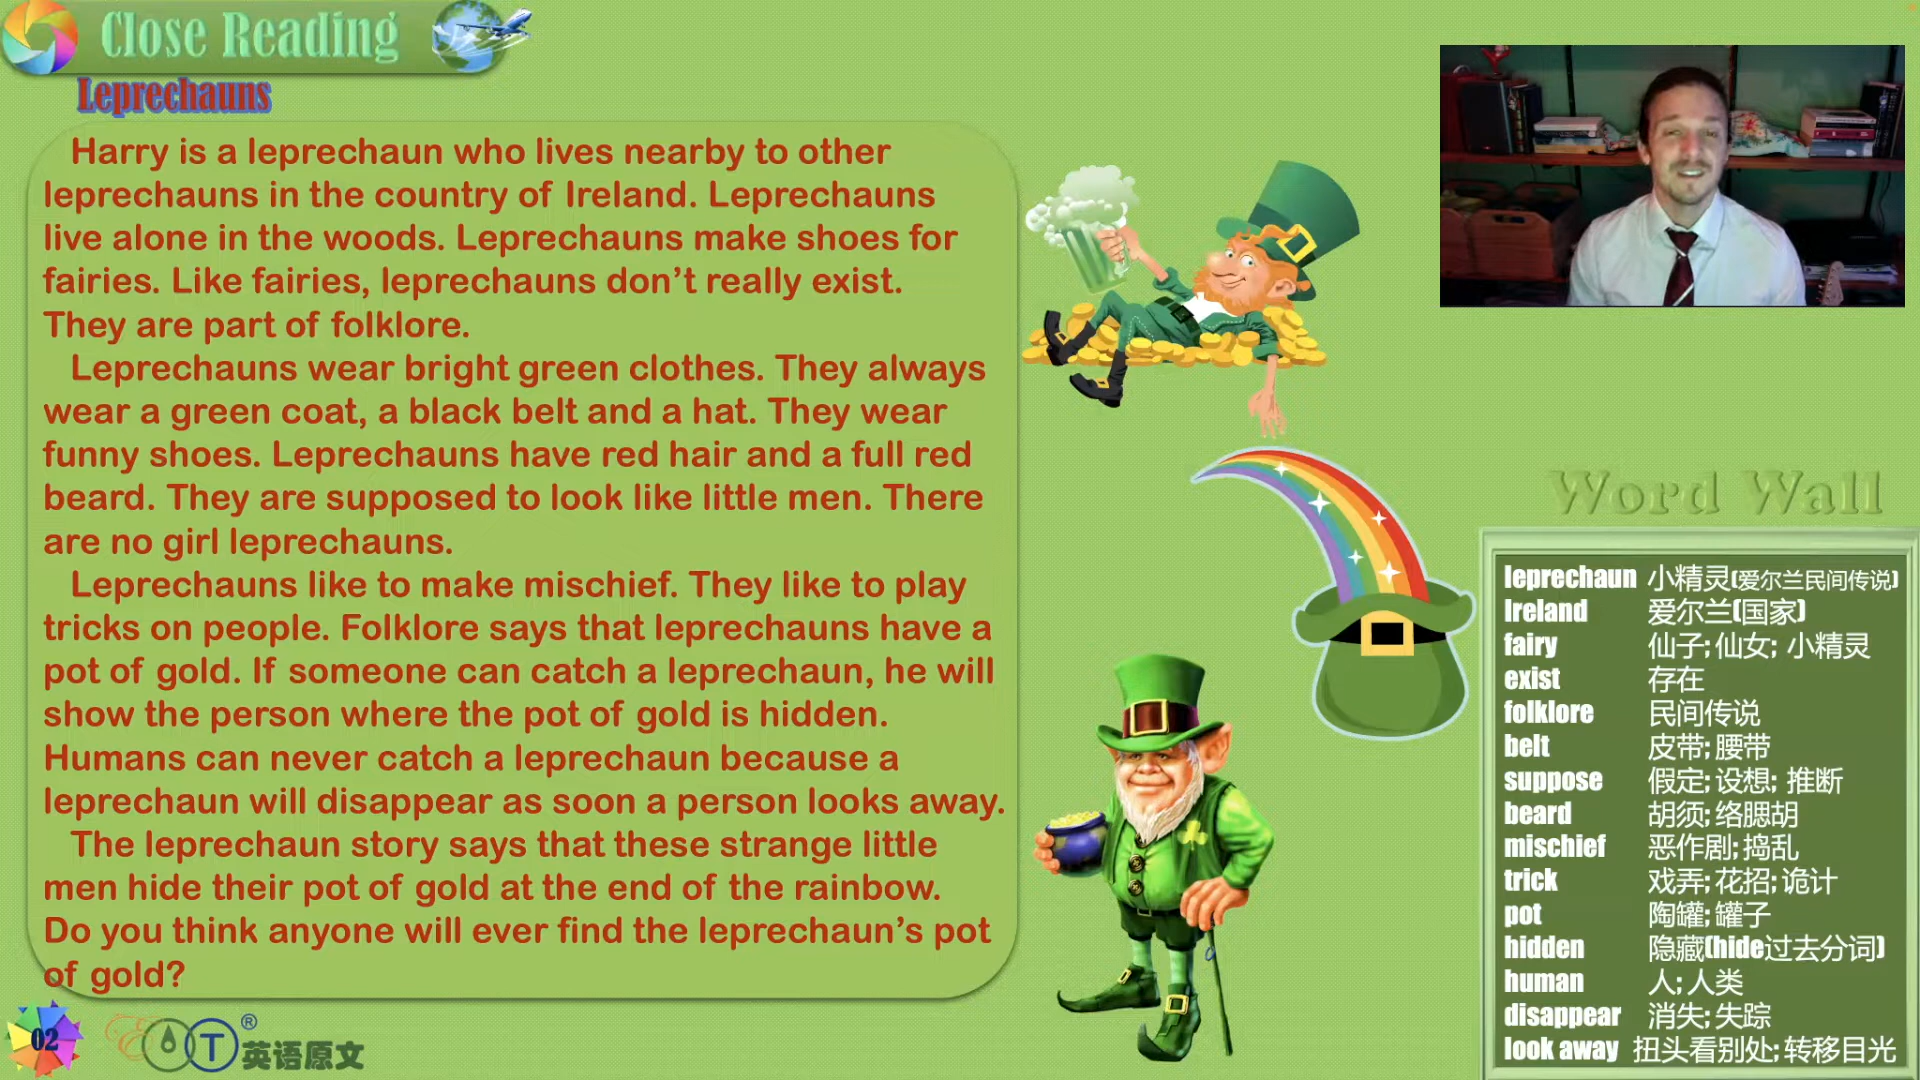 Close Reading
Leprechauns
Harry is a leprechaun who lives nearby to other
leprechauns in the country of Ireland. Leprechauns
live alone in the woods. Leprechauns make shoes for
fairies. Like fairies, leprechauns don’t really exist.
They are part of folklore.
Leprechauns wear bright green clothes. They always
wear a green coat, a black belt and a hat. They wear
funny shoes. Leprechauns have red hair and a full red
beard. They are supposed to look like little men. There
are no girl leprechauns.
Leprechauns like to make mischief. They like to play
tricks on people. Folklore says that leprechauns have a
pot of gold. If someone can catch a leprechaun, he will
show the person where the pot of gold is hidden.
Humans can never catch a leprechaun because a
leprechaun will disappear as soon a person looks away.
The leprechaun story says that these strange little
men hide their pot of gold at the end of the rainbow.
Do you think anyone will ever find the leprechaun’s pot
of gold?
Word Wall
leprechaun 小精灵(爱尔兰民间传说)
Ireland 爱尔兰(国家)
fairy 仙子; 仙女; 小精灵
exist 存在
folklore 民间传说
belt 皮带; 腰带
suppose 假定; 设想; 推断
beard 胡须; 络腮胡
mischief 恶作剧; 捣乱
trick 戏弄; 花招; 诡计
pot 陶罐; 罐子
hidden 隐藏(hide过去分词)
human 人; 人类
disappear 消失; 失踪
look away 扭头看别处; 转移目光
02
T®英语原文